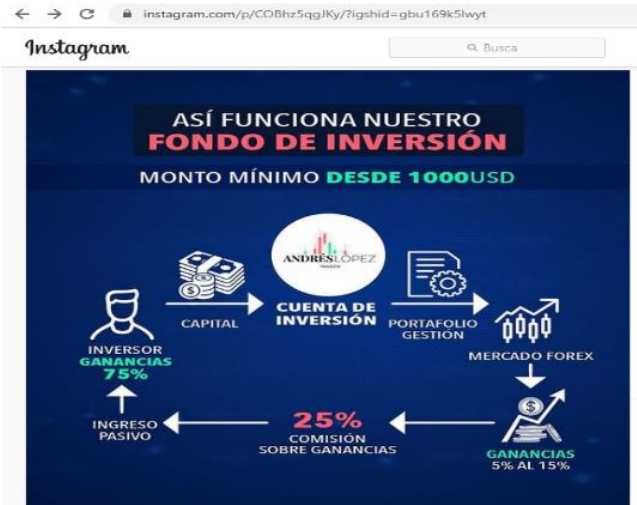 instagram.com/p/COBhz5qgJKy/?igshid=gbu169k5lwyt
Instagram
Busca
ASÍ FUNCIONA NUESTRO
FONDO DE INVERSIÓN
MONTO MÍNIMO DESDE 1000USD
ANDRÉSLÓPEZ
CUENTA DE
INVERSIÓN
CAPITAL
PORTAFOLIO
GESTIÓN
MERCADO FOREX
INVERSOR
GANANCIAS
75%
INGRESO
PASIVO
25%
COMISIÓN
SOBRE GANANCIAS
GANANCIAS
5% AL 15%